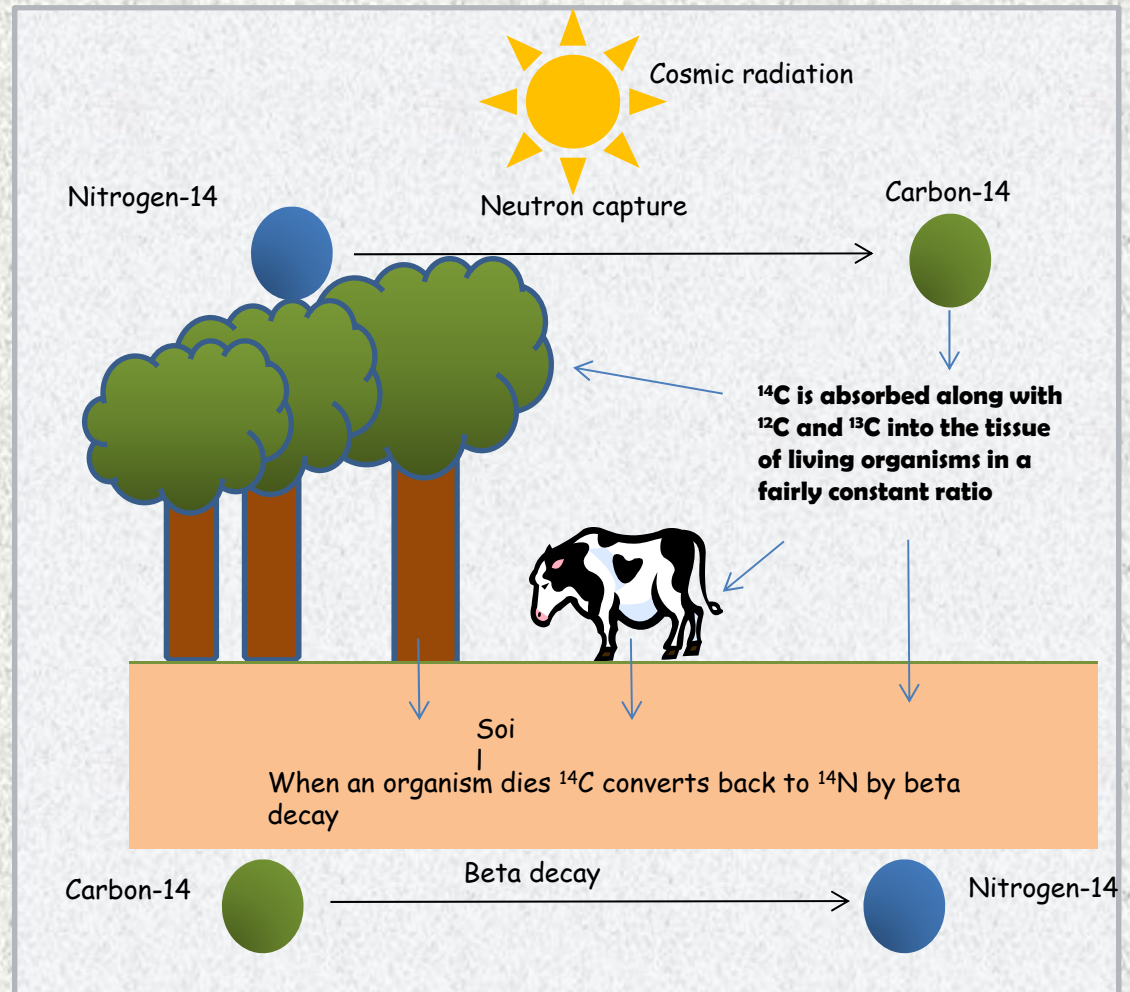 Cosmic radiation
Nitrogen-14
Neutron capture
Carbon-14
¹⁴C is absorbed along with
¹²C and ¹³C into the tissue
of living organisms in a
fairly constant ratio
Soi
l
When an organism dies ¹⁴C converts back to ¹⁴N by beta
decay
Carbon-14
Beta decay
Nitrogen-14